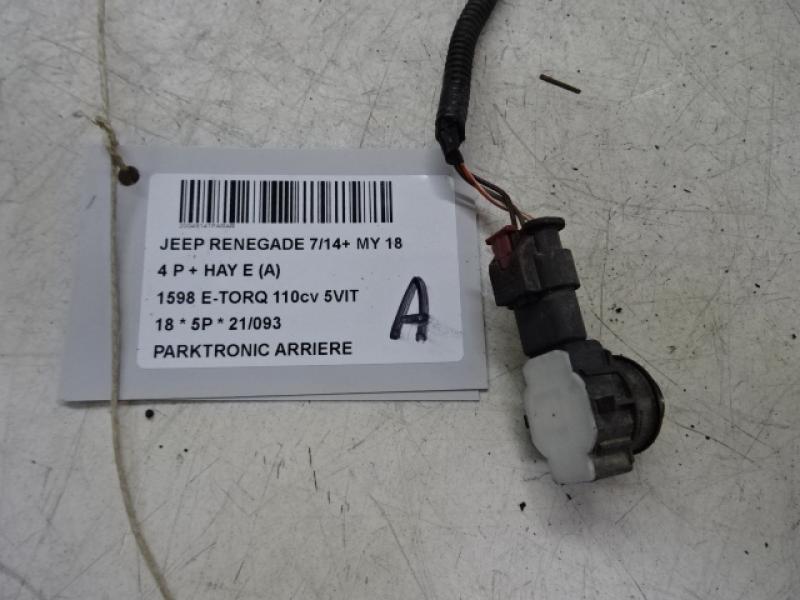 JEEP RENEGADE 7/14+ MY 18
4 P + HAY E (A)
1598 E-TORQ 110cv 5VIT
18 * 5P * 21/093
PARKTRONIC ARRIERE
A